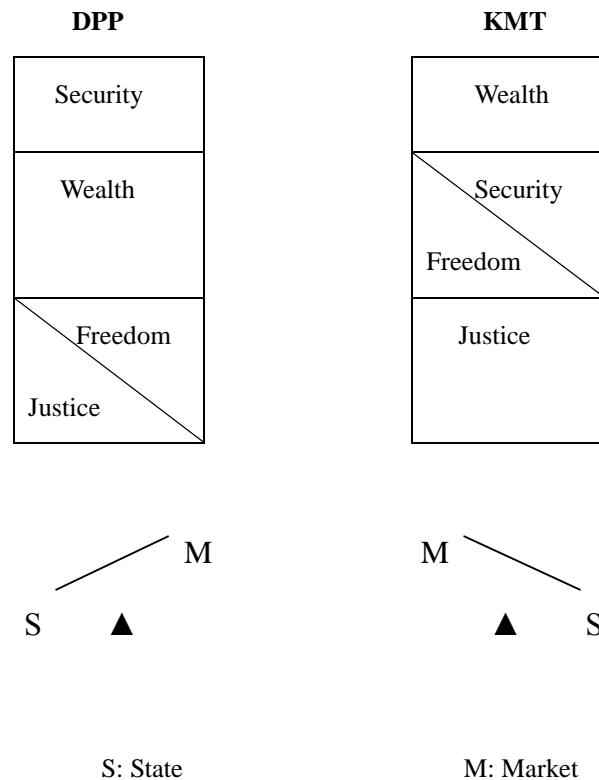 DPP
KMT
Security
Wealth
Wealth
Security
Freedom
Freedom
Justice
Justice
M
M
S
S
S: State
M: Market